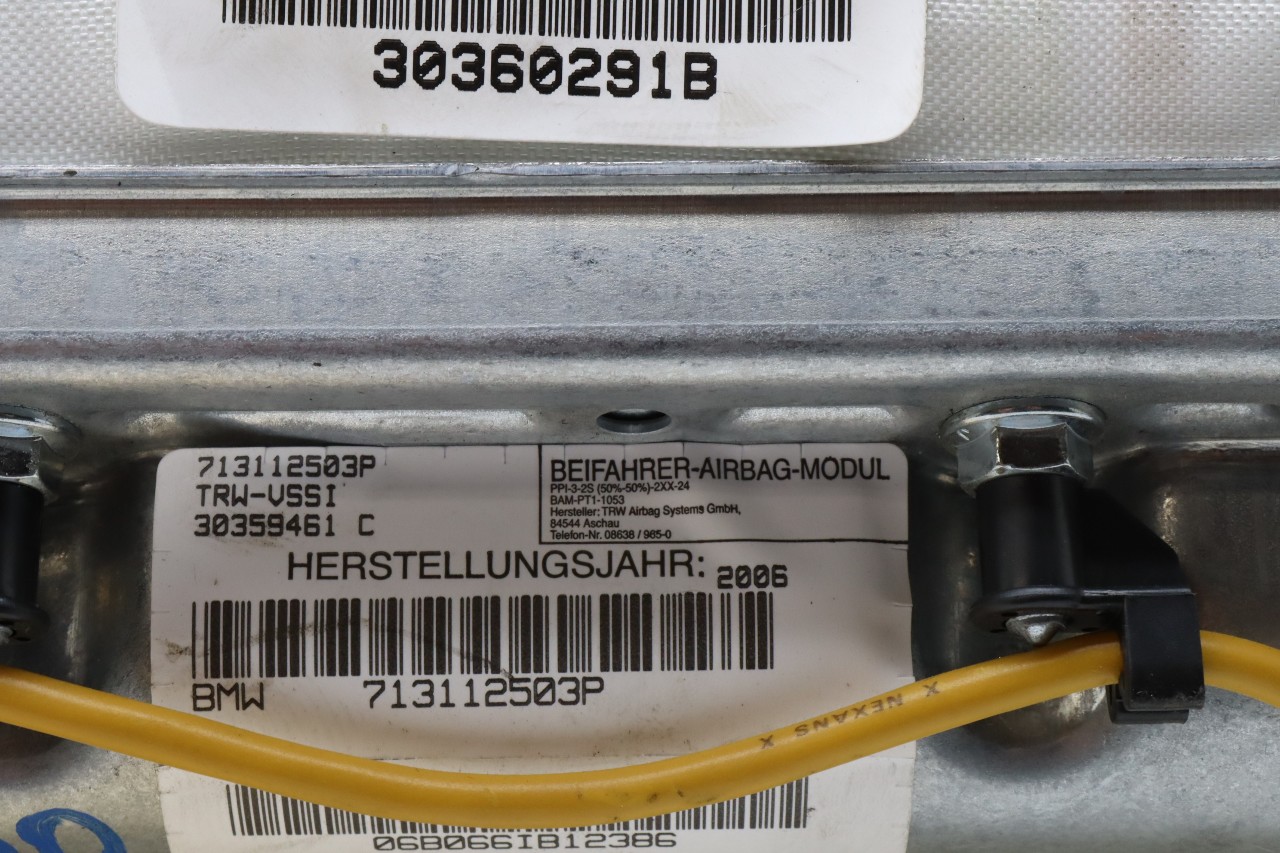 30360291B
713112503P
TRW-VSSI
30359461 C
BEIFAHRER-AIRBAG-MODUL
PPI-3-2S (50%-50%)-2XX-24
BAM-PT1-1053
Hersteller: TRW Airbag Systems GmbH,
84544 Aschau
Telefon-Nr. 08638 / 985-0
HERSTELLUNGSJAHR: 2006
BMW 713112503P
X NEXANS X
06B066IB12386